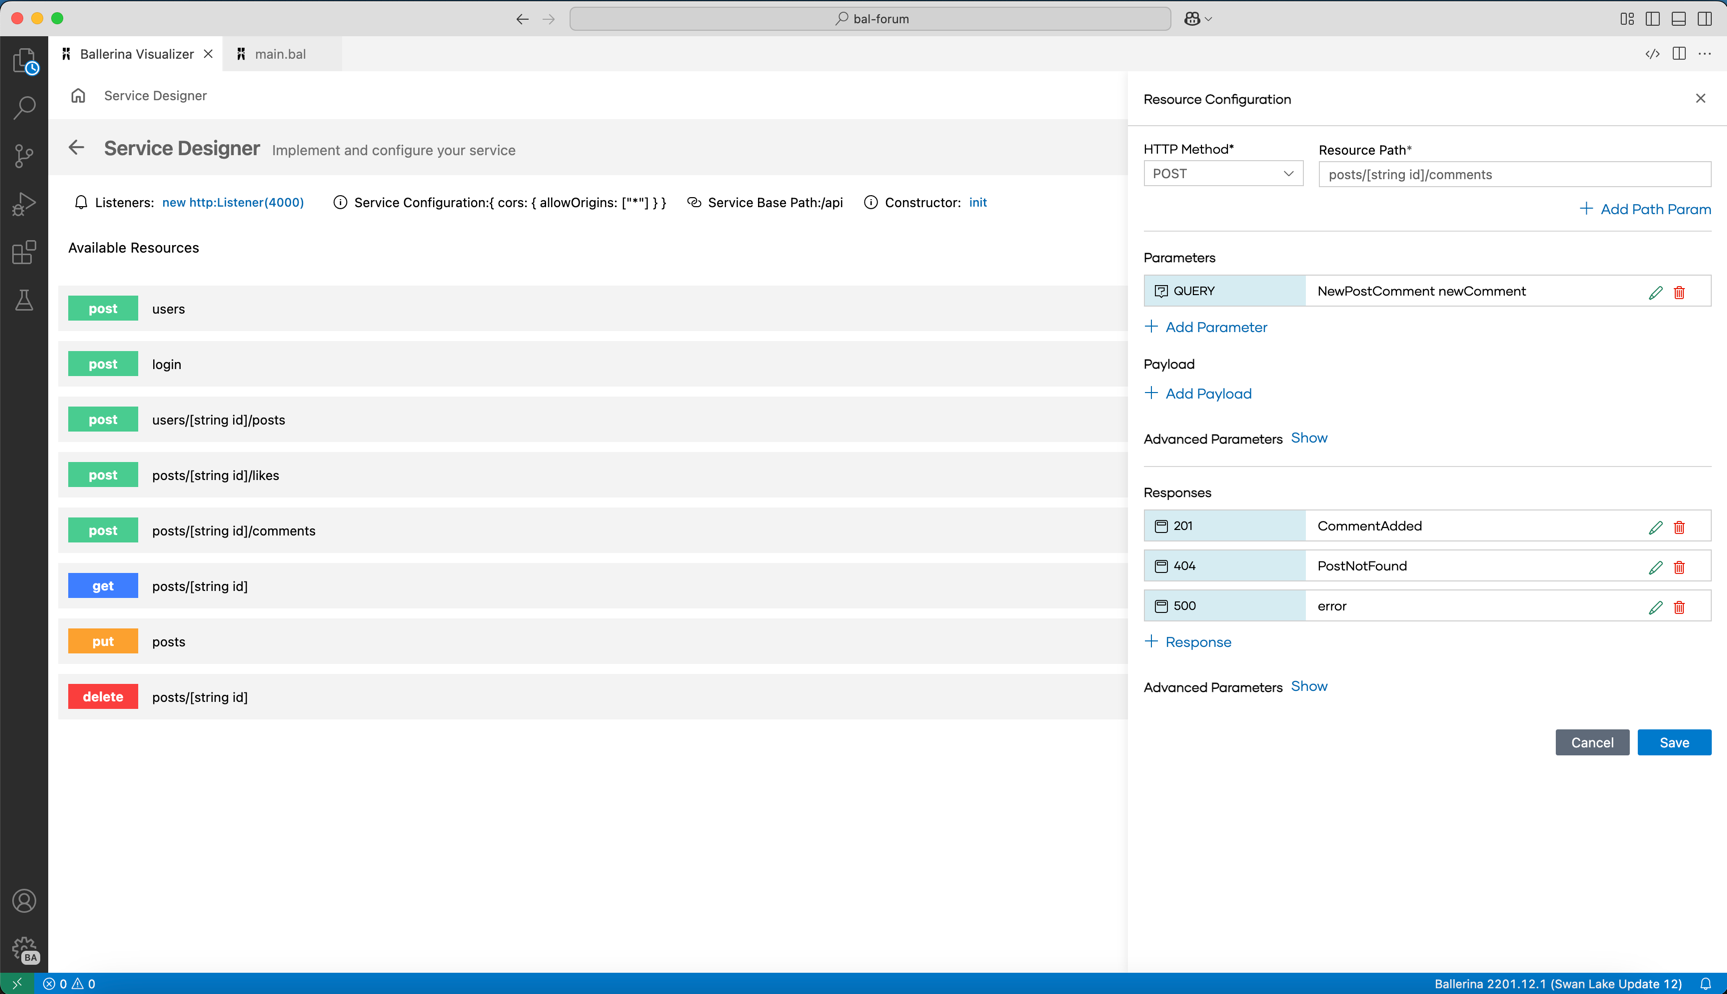 bal-forum
Ballerina Visualizer
main.bal
Service Designer
Service Designer Implement and configure your service
Listeners: new http:Listener(4000) Service Configuration:{ cors: { allowOrigins: ["*"] } } Service Base Path:/api Constructor: init
Available Resources
post users
post login
post users/[string id]/posts
post posts/[string id]/likes
post posts/[string id]/comments
get posts/[string id]
put posts
delete posts/[string id]
Resource Configuration
HTTP Method* Resource Path*
POST posts/[string id]/comments
Add Path Param
Parameters
QUERY NewPostComment newComment
Add Parameter
Payload
Add Payload
Advanced Parameters Show
Responses
201 CommentAdded
404 PostNotFound
500 error
Response
Advanced Parameters Show
Cancel Save
BA
0 0
Ballerina 2201.12.1 (Swan Lake Update 12)